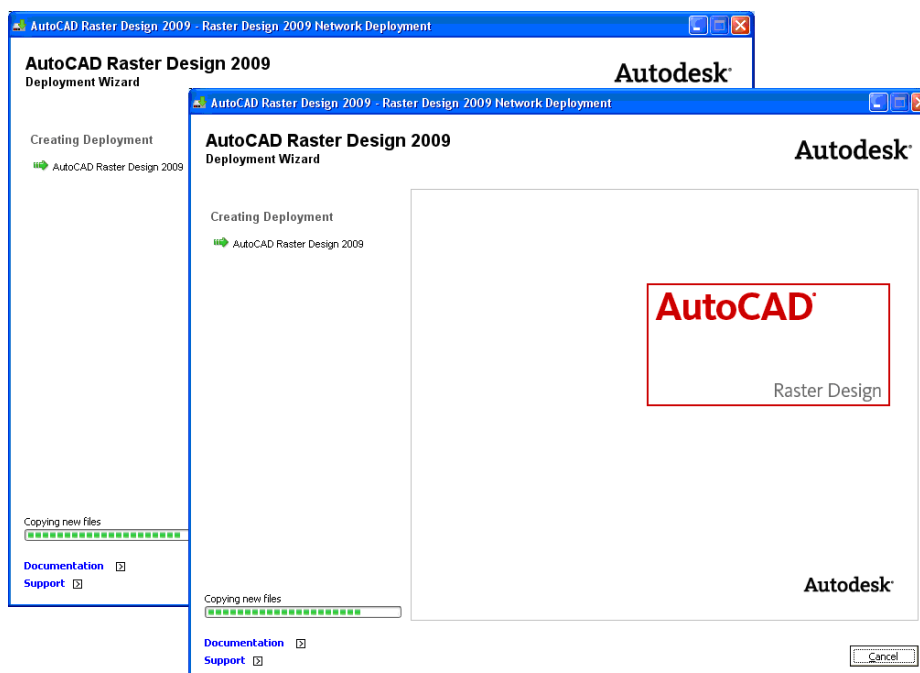 AutoCAD Raster Design 2009 - Raster Design 2009 Network Deployment
AutoCAD Raster Design 2009
Deployment Wizard
Autodesk
Creating Deployment
AutoCAD Raster Design 2009
Copying new files
Documentation
Support
AutoCAD Raster Design 2009 - Raster Design 2009 Network Deployment
AutoCAD Raster Design 2009
Deployment Wizard
Autodesk
Creating Deployment
AutoCAD Raster Design 2009
AutoCAD
Raster Design
Autodesk
Copying new files
Documentation
Support
Cancel